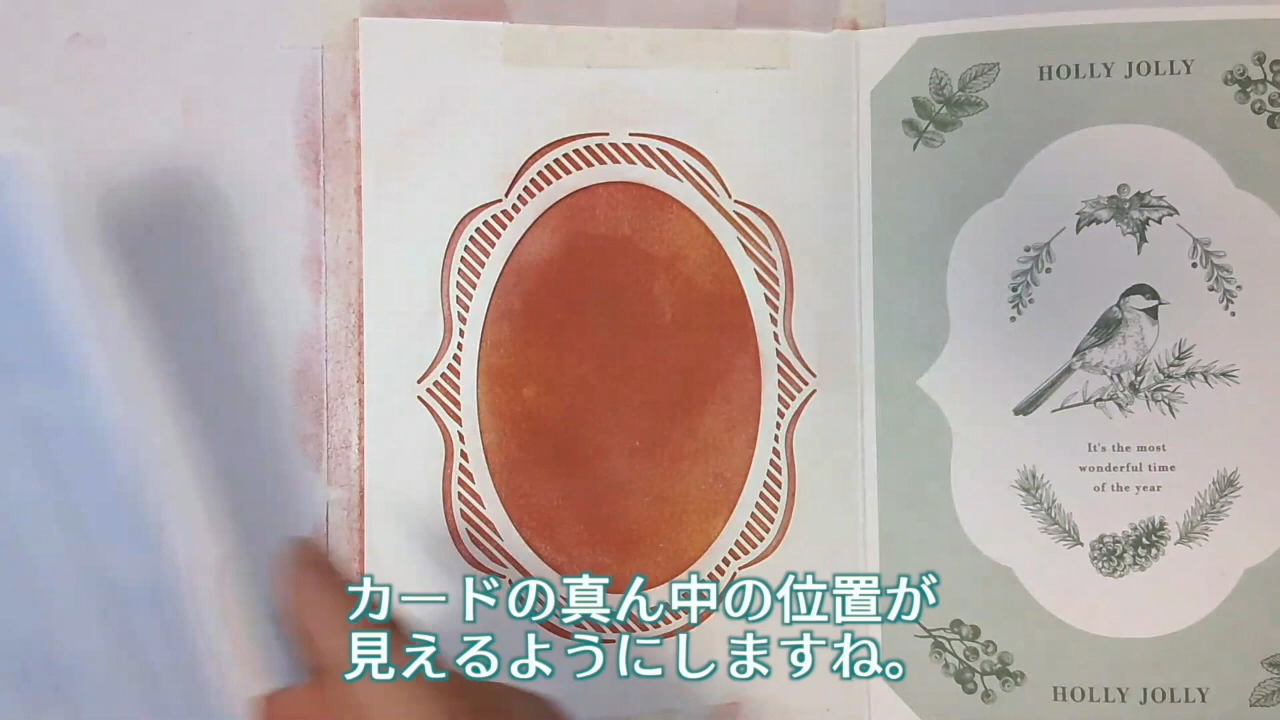 HOLLY JOLLY
It's the most
wonderful time
of the year
HOLLY JOLLY
カードの真ん中の位置が
見えるようにしますね。